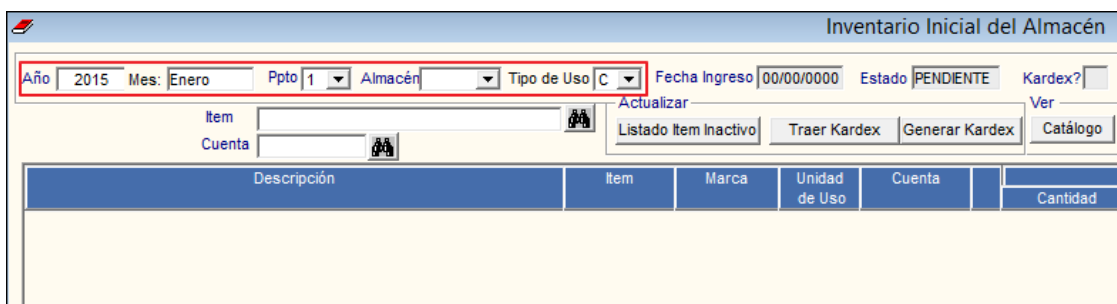 Inventario Inicial del Almacén
Año 2015 Mes: Enero Ppto 1 Almacén Tipo de Uso C Fecha Ingreso 00/00/0000 Estado PENDIENTE Kardex?
Item Actualizar Ver
Listado Item Inactivo Traer Kardex Generar Kardex Catálogo
Cuenta
Descripción Item Marca Unidad de Uso Cuenta
Cantidad